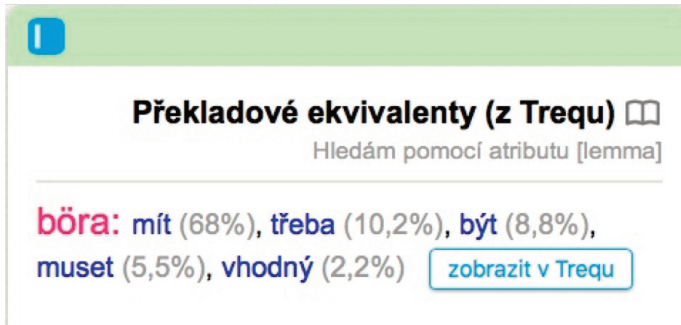 Překladové ekvivalenty (z Trequ)
Hledám pomocí atributu [lemma]
böra: mít (68%), třeba (10,2%), být (8,8%),
muset (5,5%), vhodný (2,2%) zobrazit v Trequ